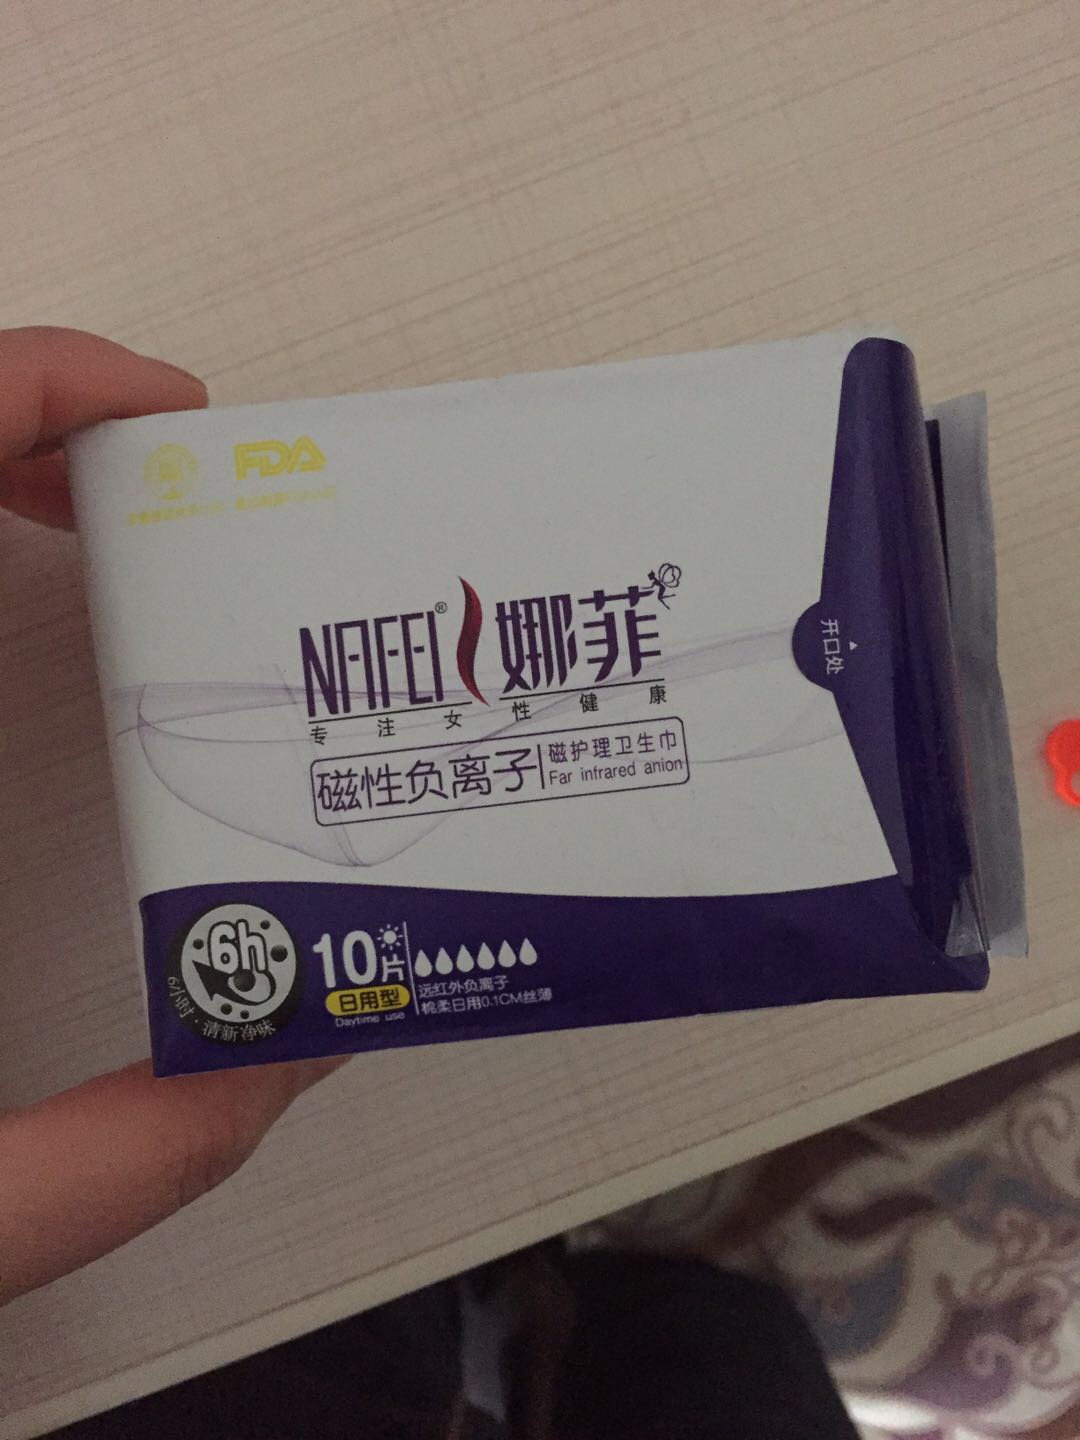 FDA
NAFEI® 娜菲
专注女性健康
磁性负离子
磁护理卫生巾
Far infrared anion
开口处
6h
6小时·清新净味
10片
日用型
Daytime use
远红外负离子
棉柔日用0.1CM丝薄